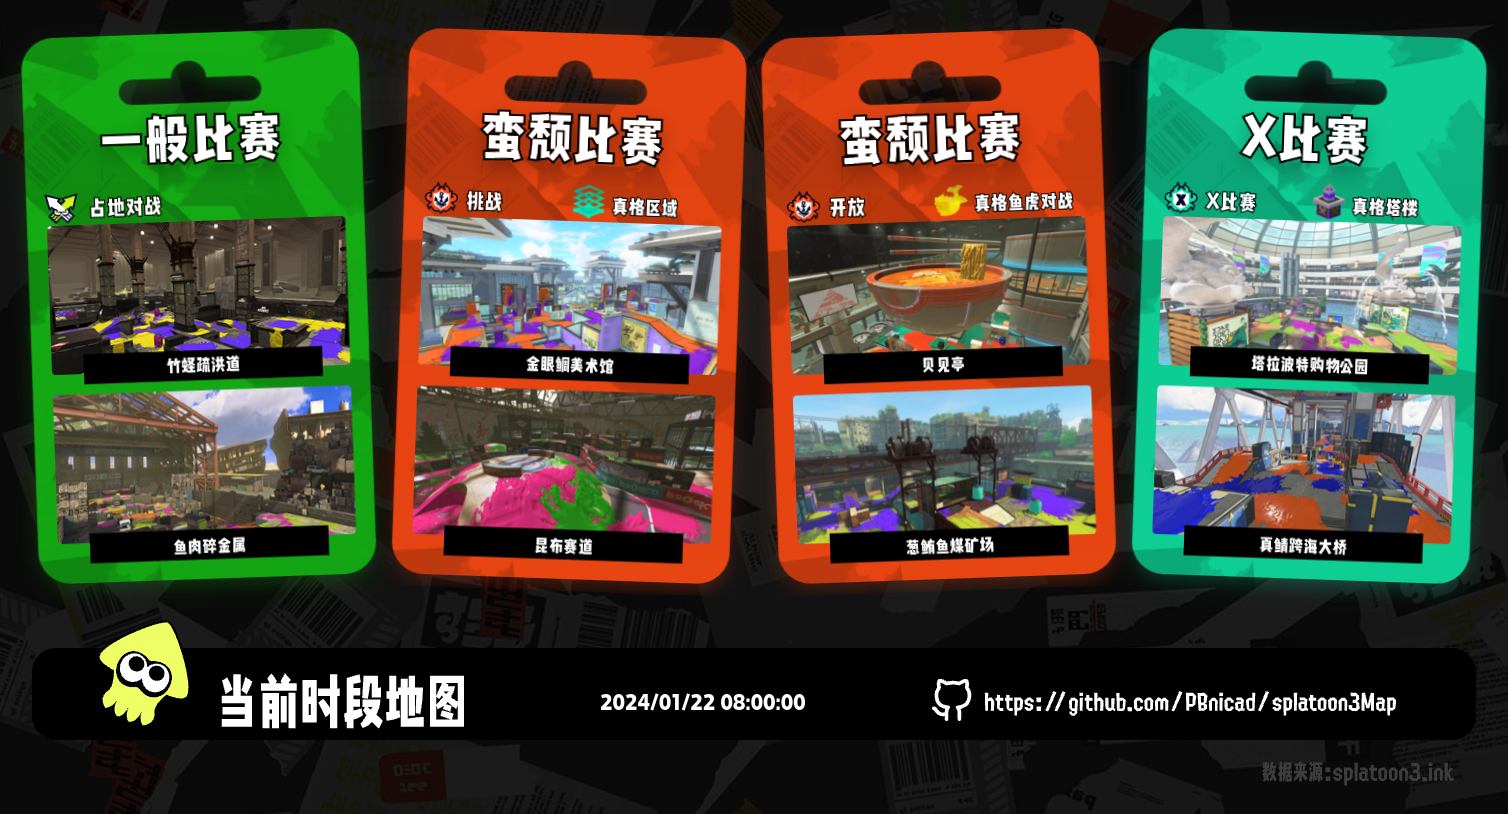 一般比赛
占地对战
竹蛏疏洪道
鱼肉碎金属
蛮颓比赛
挑战
真格区域
金眼鲷美术馆
昆布赛道
蛮颓比赛
开放
真格鱼虎对战
贝见亭
葱鲔鱼煤矿场
X比赛
X比赛
真格塔楼
塔拉波特购物公园
真鲭跨海大桥
当前时段地图
2024/01/22 08:00:00
https://github.com/PBnicad/splatoon3Map
数据来源:splatoon3.ink